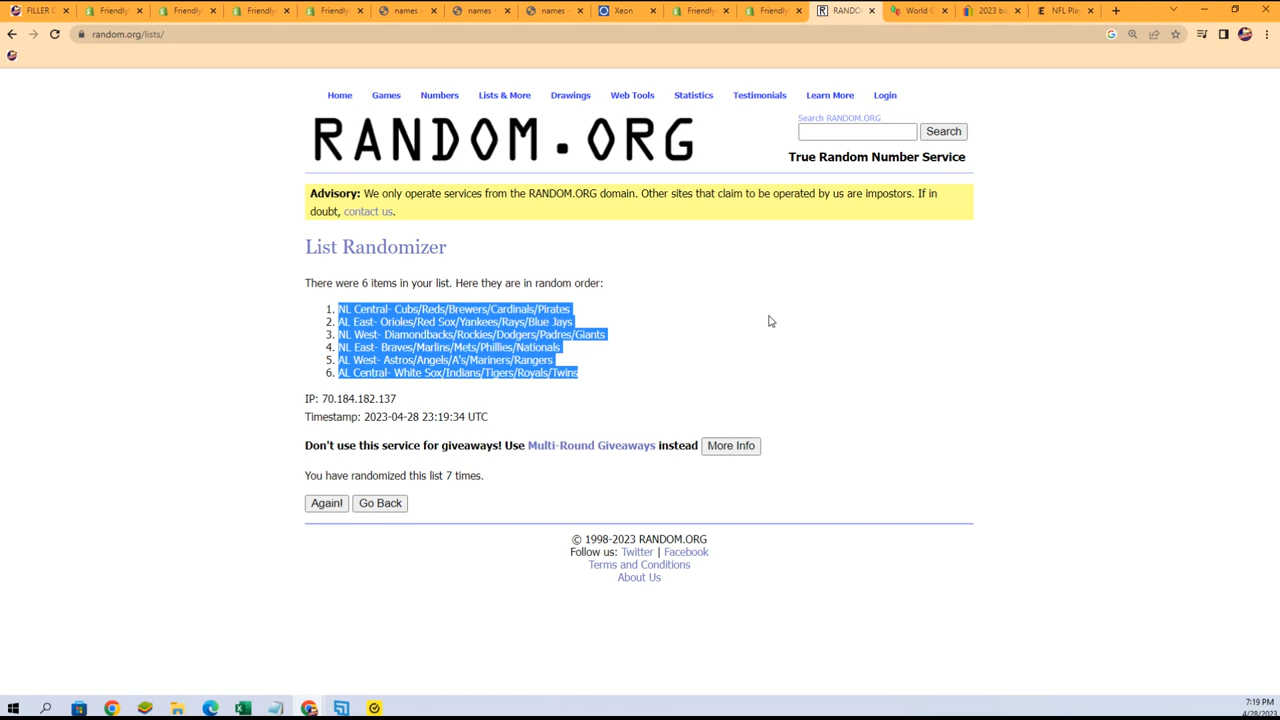 FILLER C
Friendly
Friendly
Friendly
Friendly
names -
names -
names -
Xeon
Friendly
Friendly
RANDO
World G
2023 bo
NFL Play
random.org/lists/
Home Games Numbers Lists & More Drawings Web Tools Statistics Testimonials Learn More Login
RANDOM.ORG
Search RANDOM.ORG
Search
True Random Number Service
Advisory: We only operate services from the RANDOM.ORG domain. Other sites that claim to be operated by us are impostors. If in
doubt, contact us.
List Randomizer
There were 6 items in your list. Here they are in random order:
1. NL Central- Cubs/Reds/Brewers/Cardinals/Pirates
2. AL East- Orioles/Red Sox/Yankees/Rays/Blue Jays
3. NL West- Diamondbacks/Rockies/Dodgers/Padres/Giants
4. NL East- Braves/Marlins/Mets/Phillies/Nationals
5. AL West- Astros/Angels/A's/Mariners/Rangers
6. AL Central- White Sox/Indians/Tigers/Royals/Twins
IP: 70.184.182.137
Timestamp: 2023-04-28 23:19:34 UTC
Don't use this service for giveaways! Use Multi-Round Giveaways instead More Info
You have randomized this list 7 times.
Again! Go Back
© 1998-2023 RANDOM.ORG
Follow us: Twitter | Facebook
Terms and Conditions
About Us
7:19 PM
4/28/2023